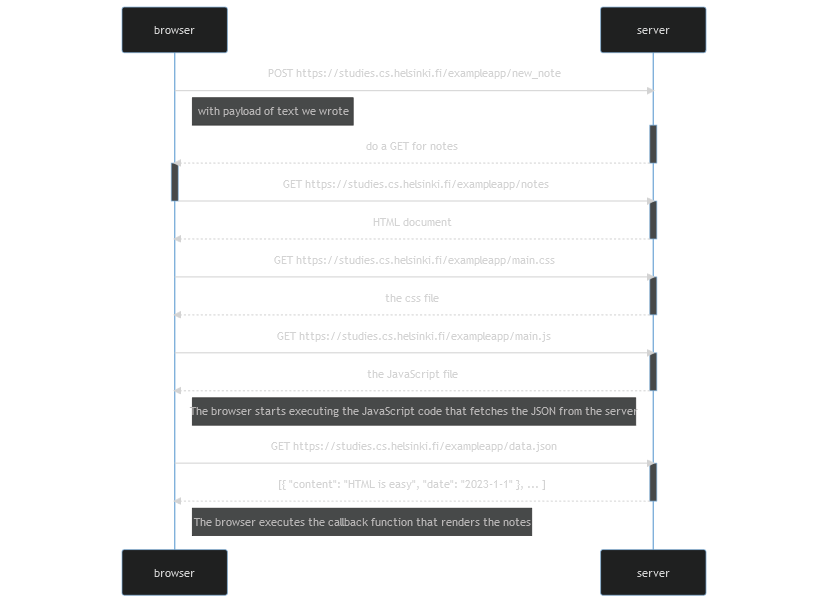 browser
server
POST https://studies.cs.helsinki.fi/exampleapp/new_note
with payload of text we wrote
do a GET for notes
GET https://studies.cs.helsinki.fi/exampleapp/notes
HTML document
GET https://studies.cs.helsinki.fi/exampleapp/main.css
the css file
GET https://studies.cs.helsinki.fi/exampleapp/main.js
the JavaScript file
The browser starts executing the JavaScript code that fetches the JSON from the server
GET https://studies.cs.helsinki.fi/exampleapp/data.json
[{ "content": "HTML is easy", "date": "2023-1-1" }, ... ]
The browser executes the callback function that renders the notes
browser
server